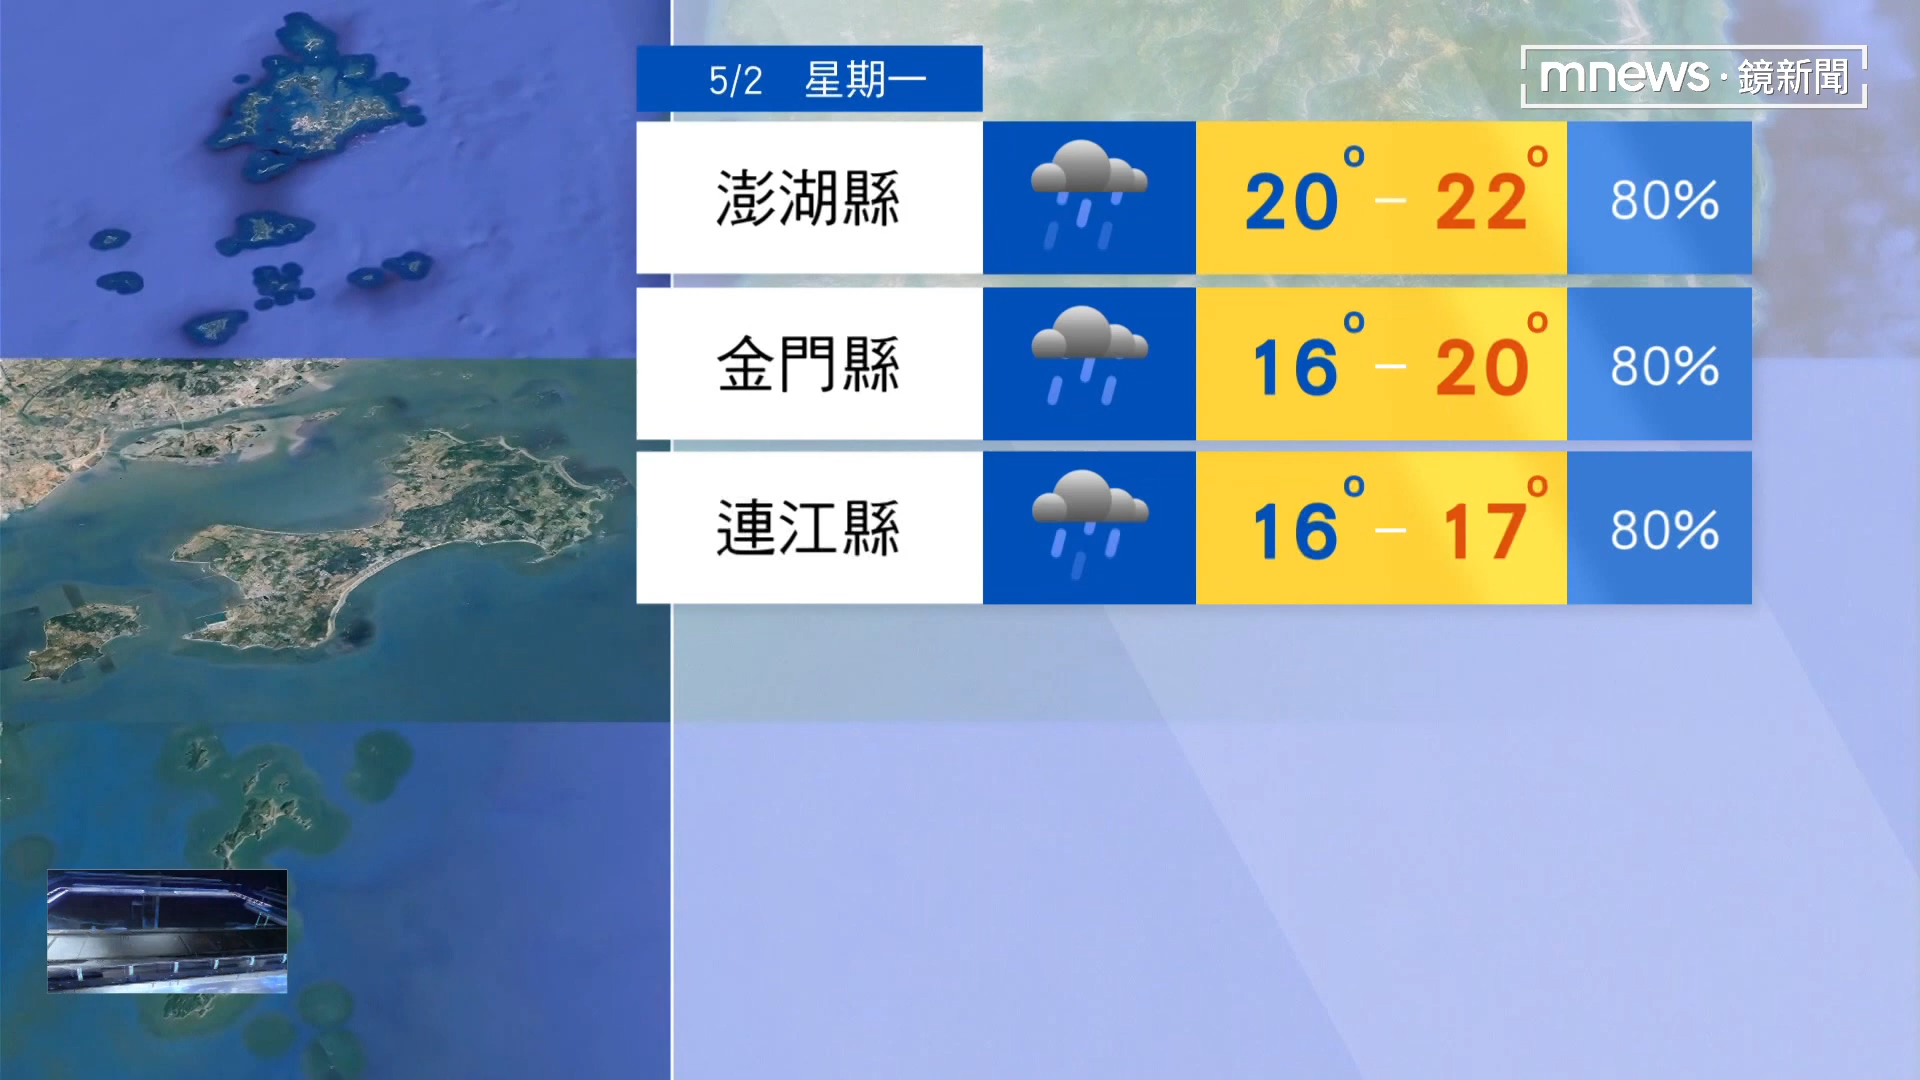 5/2 星期一
mnews·鏡新聞
澎湖縣 20° – 22° 80%
金門縣 16° – 20° 80%
連江縣 16° – 17° 80%